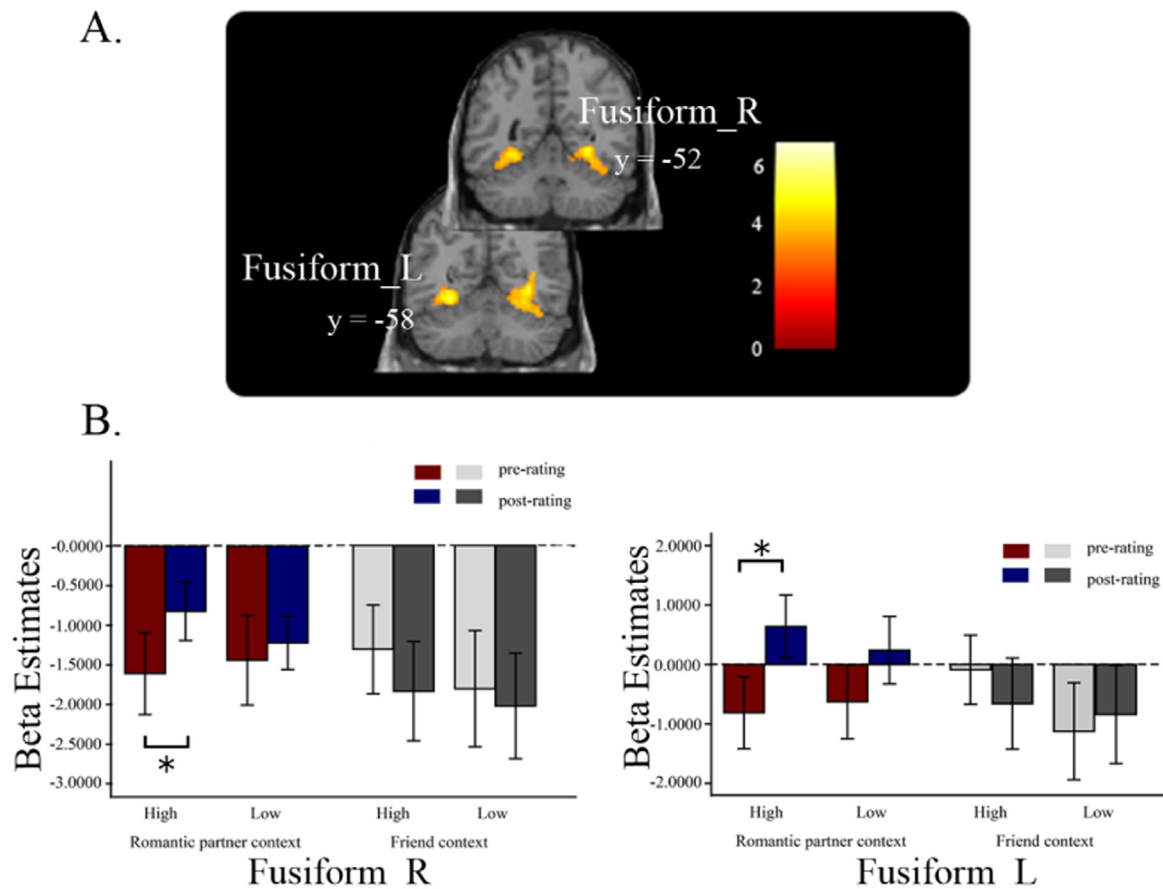 A.
Fusiform_R
y = -52
Fusiform_L
y = -58
6
4
2
0
B.
pre-rating
post-rating
Beta Estimates
-0.0000
-0.5000
-1.0000
-1.5000
-2.0000
-2.5000
-3.0000
*
High
Low
High
Low
Romantic partner context
Friend context
Fusiform_R
pre-rating
post-rating
Beta Estimates
2.0000
1.0000
0.0000
-1.0000
-2.0000
*
High
Low
High
Low
Romantic partner context
Friend context
Fusiform_L